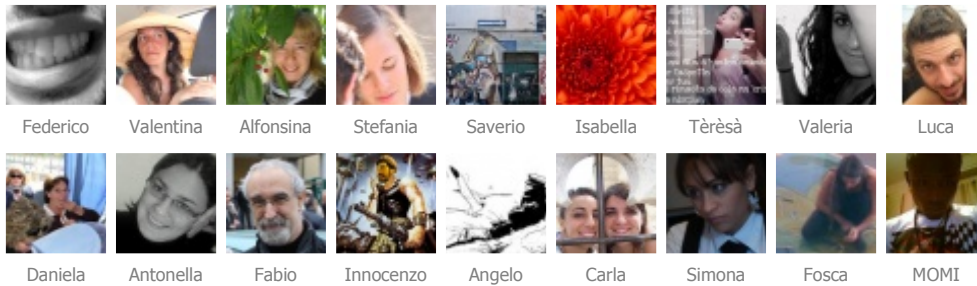 Federico Valentina Alfonsina Stefania Saverio Isabella Tèrèsà Valeria Luca
Daniela Antonella Fabio Innocenzo Angelo Carla Simona Fosca MOMI